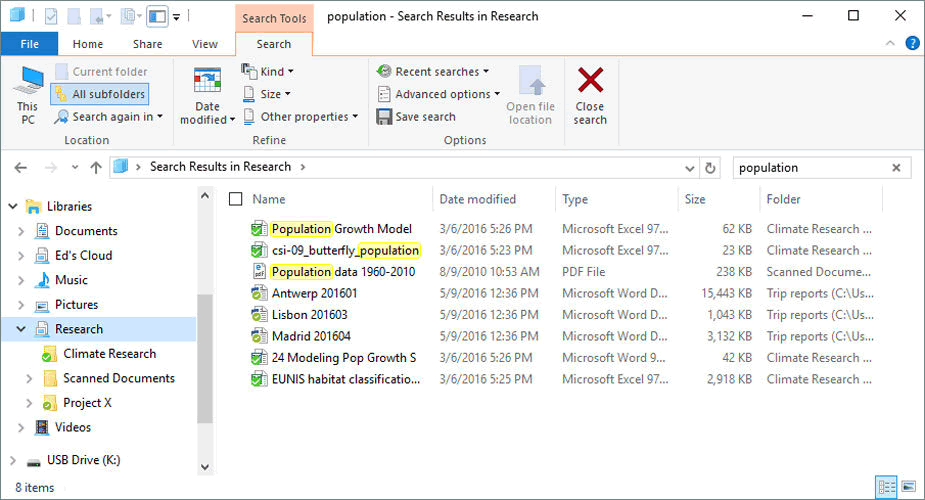 Search Tools
population - Search Results in Research
File Home Share View Search
This PC
Current folder
All subfolders
Search again in
Location
Date modified
Kind
Size
Other properties
Refine
Recent searches
Advanced options
Save search
Open file location
Options
Close search
Search Results in Research
population
Libraries
Documents
Ed's Cloud
Music
Pictures
Research
Climate Research
Scanned Documents
Project X
Videos
USB Drive (K:)
Name Date modified Type Size Folder
Population Growth Model 3/6/2016 5:26 PM Microsoft Excel 97... 62 KB Climate Research ...
csi-09_butterfly_population 3/6/2016 5:23 PM Microsoft Excel 97... 23 KB Climate Research ...
Population data 1960-2010 8/9/2010 10:53 AM PDF File 238 KB Scanned Docume...
Antwerp 201601 5/9/2016 12:36 PM Microsoft Word D... 15,443 KB Trip reports (C:\Us...
Lisbon 201603 5/9/2016 12:36 PM Microsoft Word D... 1,043 KB Trip reports (C:\Us...
Madrid 201604 5/9/2016 12:36 PM Microsoft Word D... 3,132 KB Trip reports (C:\Us...
24 Modeling Pop Growth S 3/6/2016 5:26 PM Microsoft Word 9... 42 KB Climate Research ...
EUNIS habitat classificatio... 3/6/2016 5:25 PM Microsoft Excel 97... 2,918 KB Climate Research ...
8 items